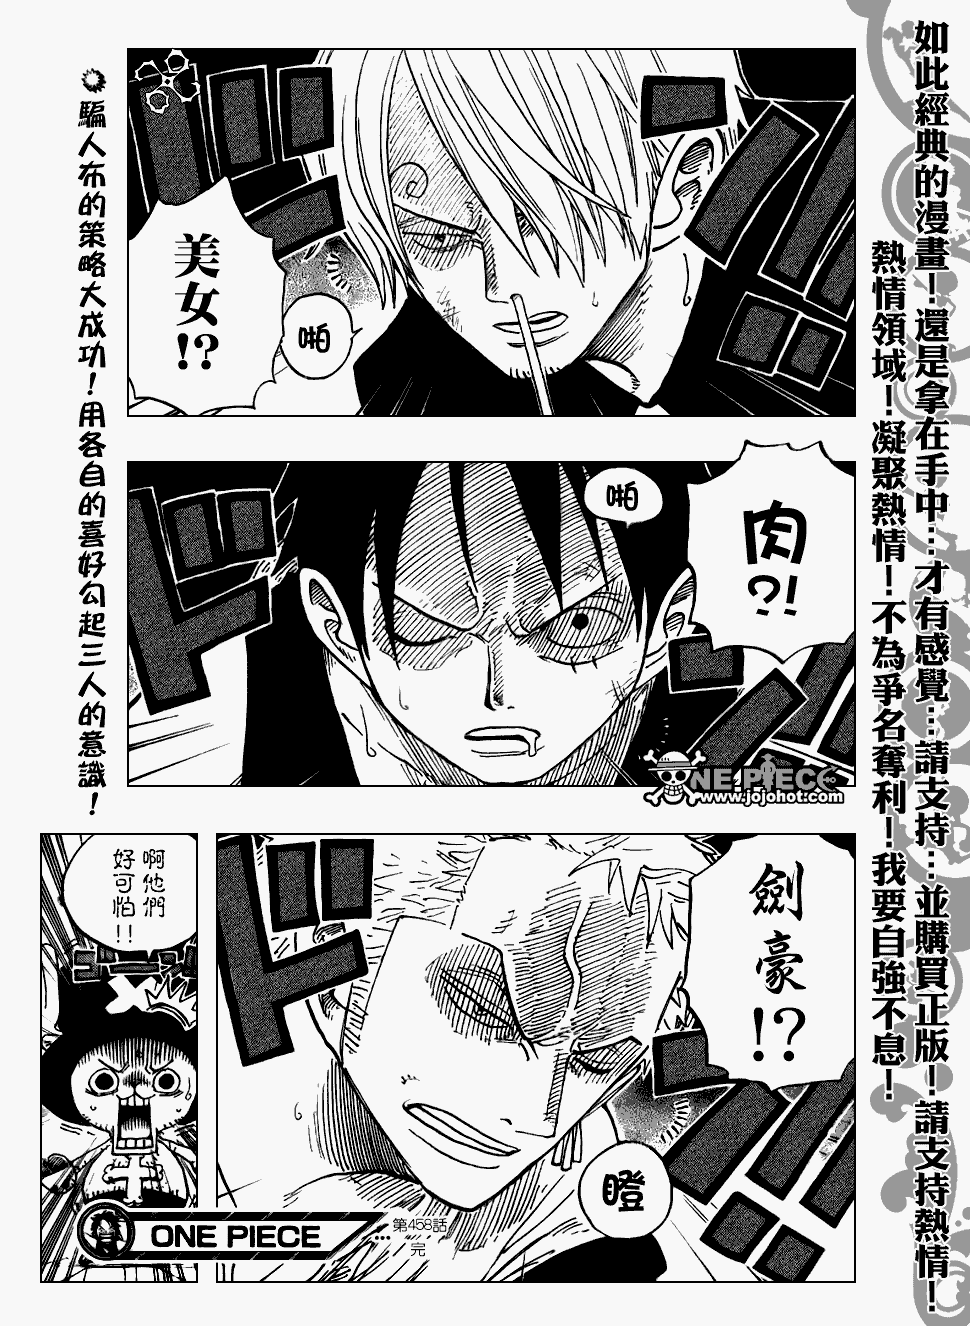 如此經典的漫畫！還是拿在手中…才有感覺…請支持…並購買正版！請支持熱情！
熱情領域！凝聚熱情！不為爭名奪利！我要自強不息！
美女!?
啪
騙人布的策略大成功！用各自的喜好勾起三人的意識！
肉?!
啪
ONE PIECE
www.jojohot.com
劍豪!?
瞪
啊他們
好可怕!!
ONE PIECE
第458話
完